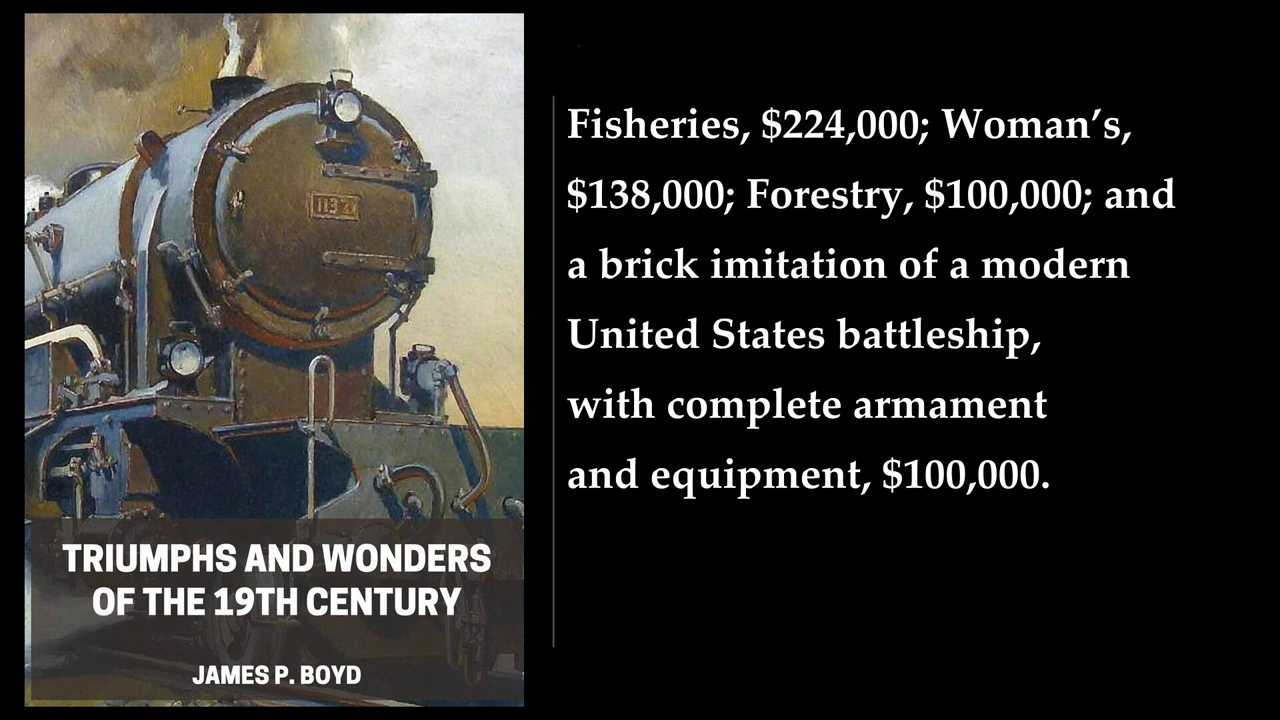 Fisheries, $224,000; Woman’s,
$138,000; Forestry, $100,000; and
a brick imitation of a modern
United States battleship,
with complete armament
and equipment, $100,000.
TRIUMPHS AND WONDERS
OF THE 19TH CENTURY
JAMES P. BOYD